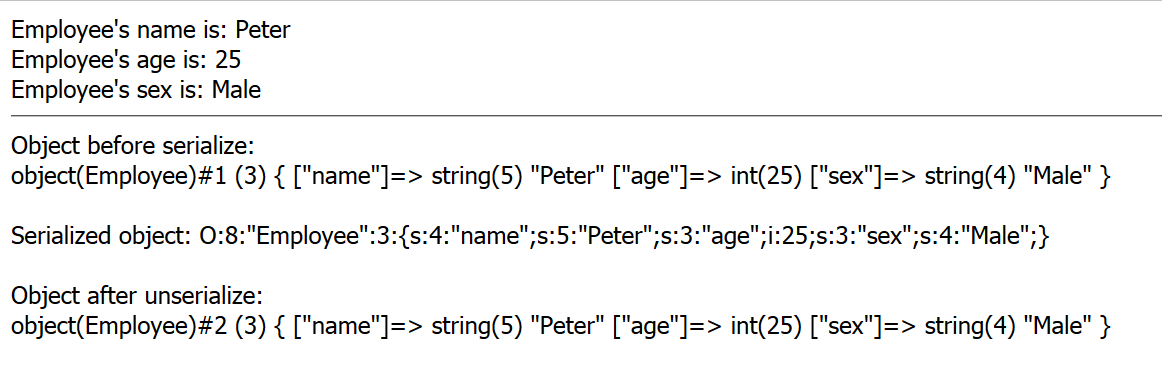 Employee's name is: Peter
Employee's age is: 25
Employee's sex is: Male
Object before serialize:
object(Employee)#1 (3) { ["name"]=> string(5) "Peter" ["age"]=> int(25) ["sex"]=> string(4) "Male" }
Serialized object: O:8:"Employee":3:{s:4:"name";s:5:"Peter";s:3:"age";i:25;s:3:"sex";s:4:"Male";}
Object after unserialize:
object(Employee)#2 (3) { ["name"]=> string(5) "Peter" ["age"]=> int(25) ["sex"]=> string(4) "Male" }